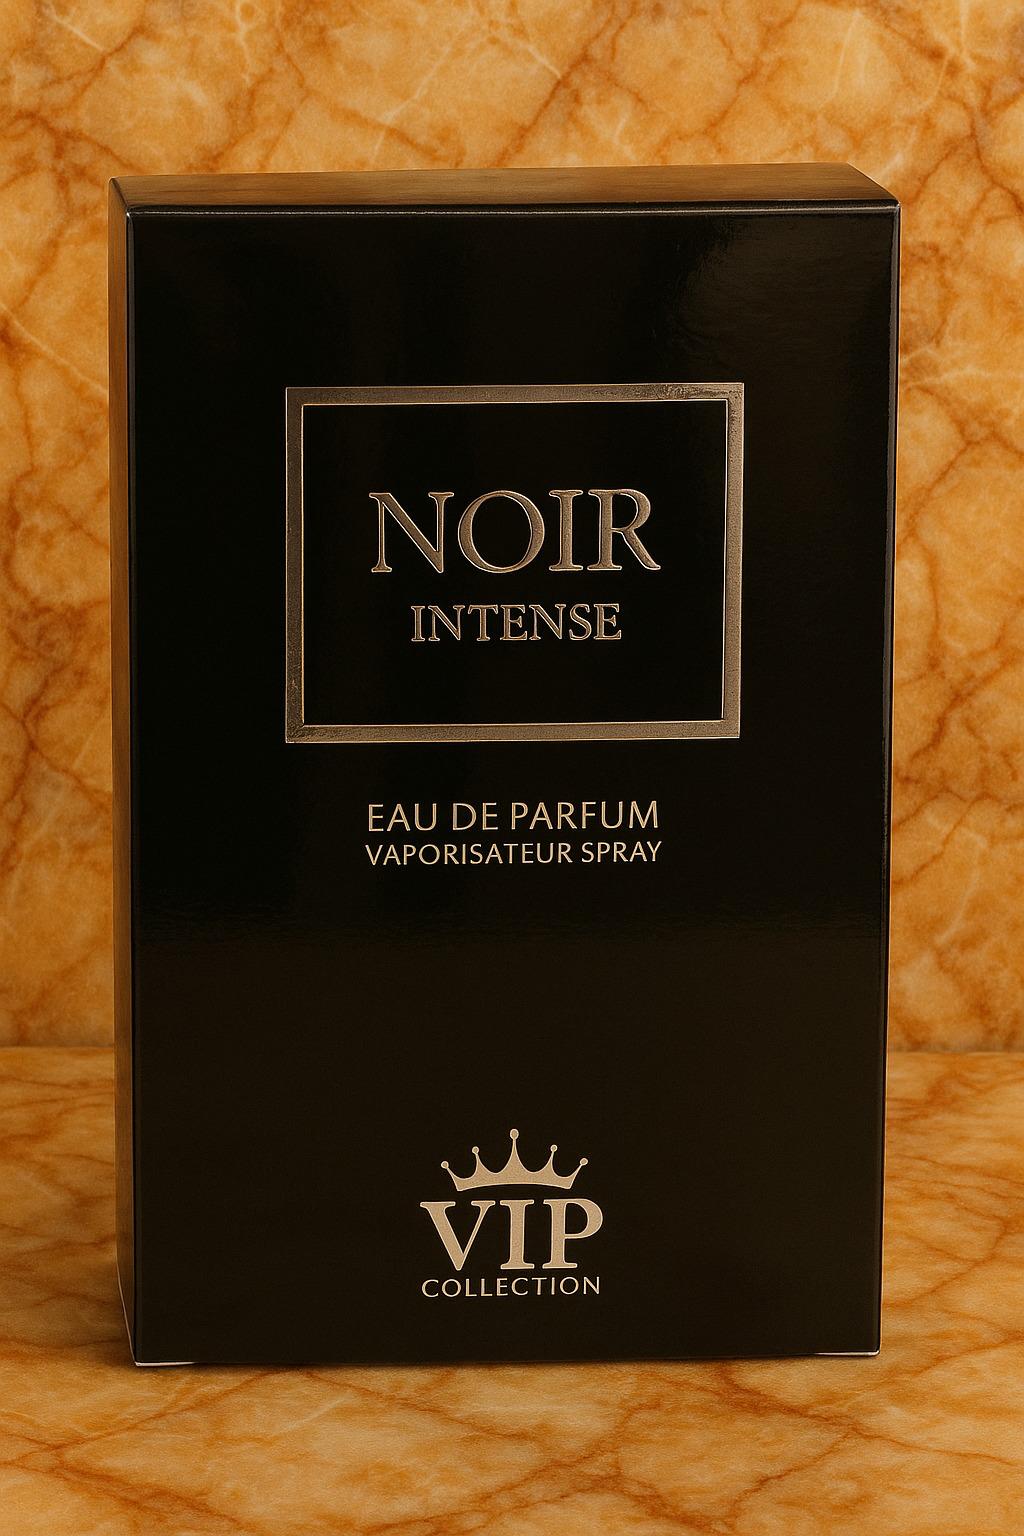 NOIR
INTENSE
EAU DE PARFUM
VAPORISATEUR SPRAY
VIP
COLLECTION